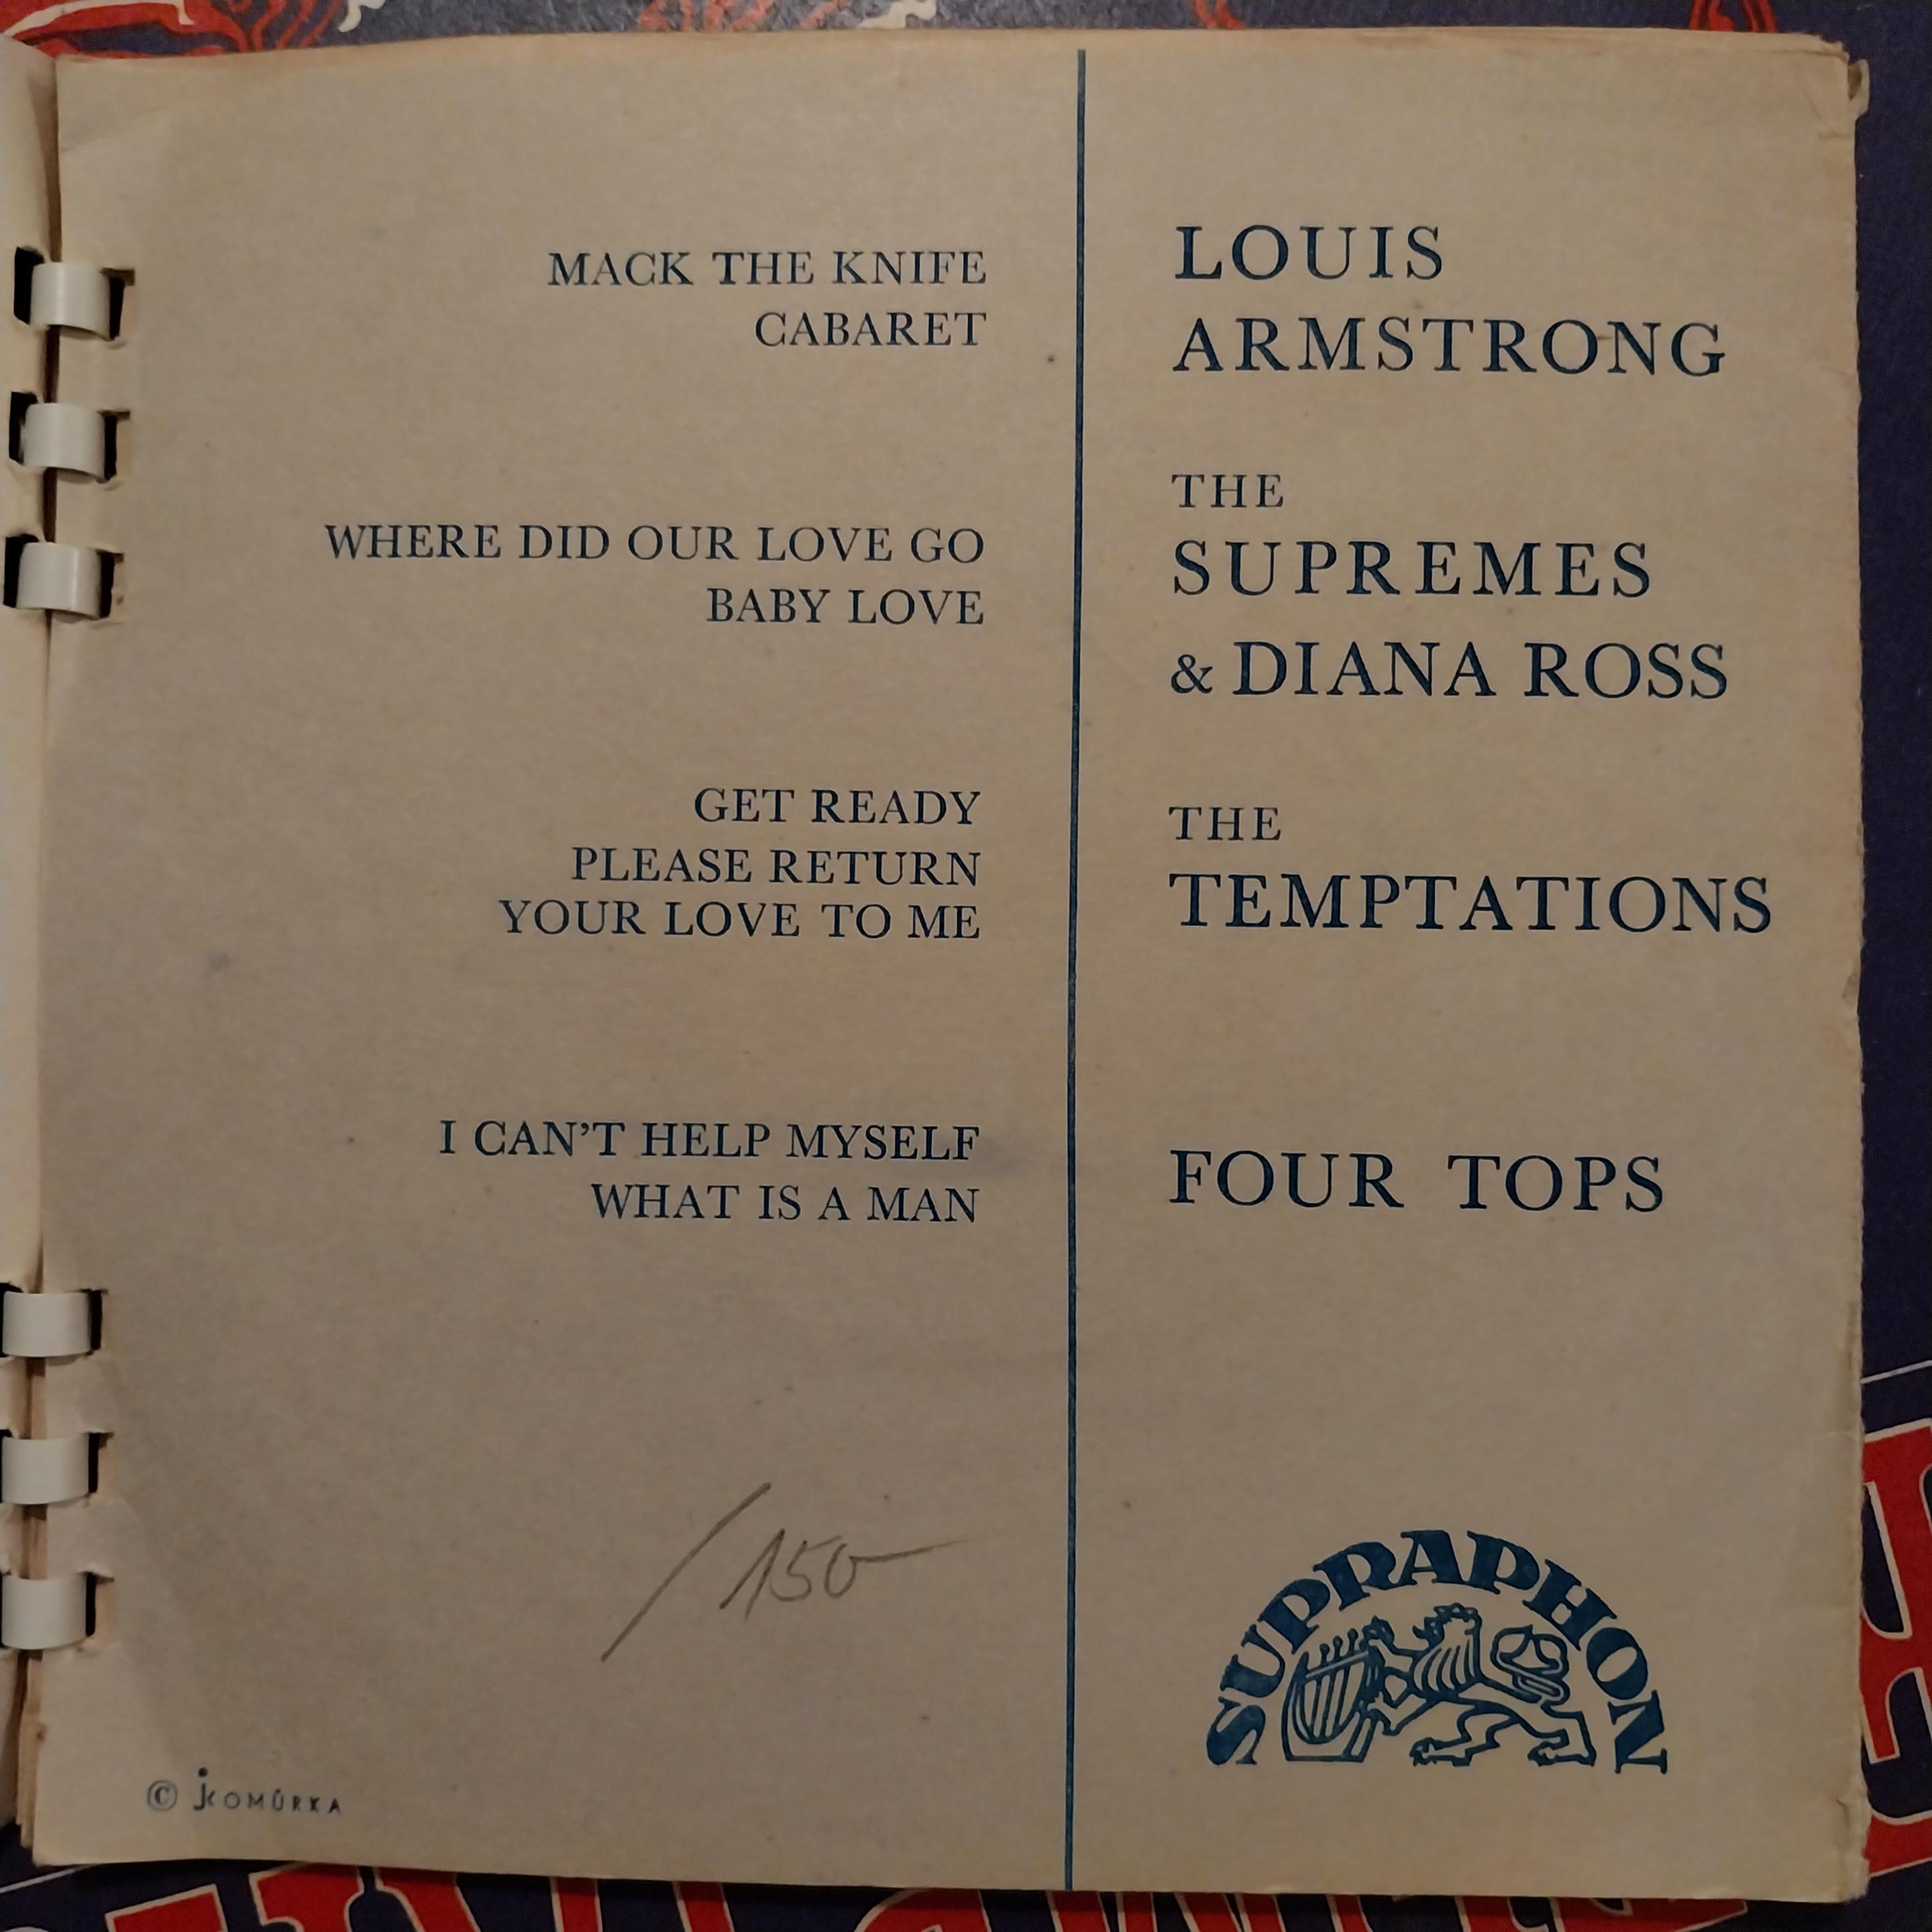 MACK THE KNIFE
CABARET
LOUIS
ARMSTRONG
WHERE DID OUR LOVE GO
BABY LOVE
THE
SUPREMES
& DIANA ROSS
GET READY
PLEASE RETURN
YOUR LOVE TO ME
THE
TEMPTATIONS
I CAN'T HELP MYSELF
WHAT IS A MAN
FOUR TOPS
/150
SUPRAPHON
© jKOMŮRKA